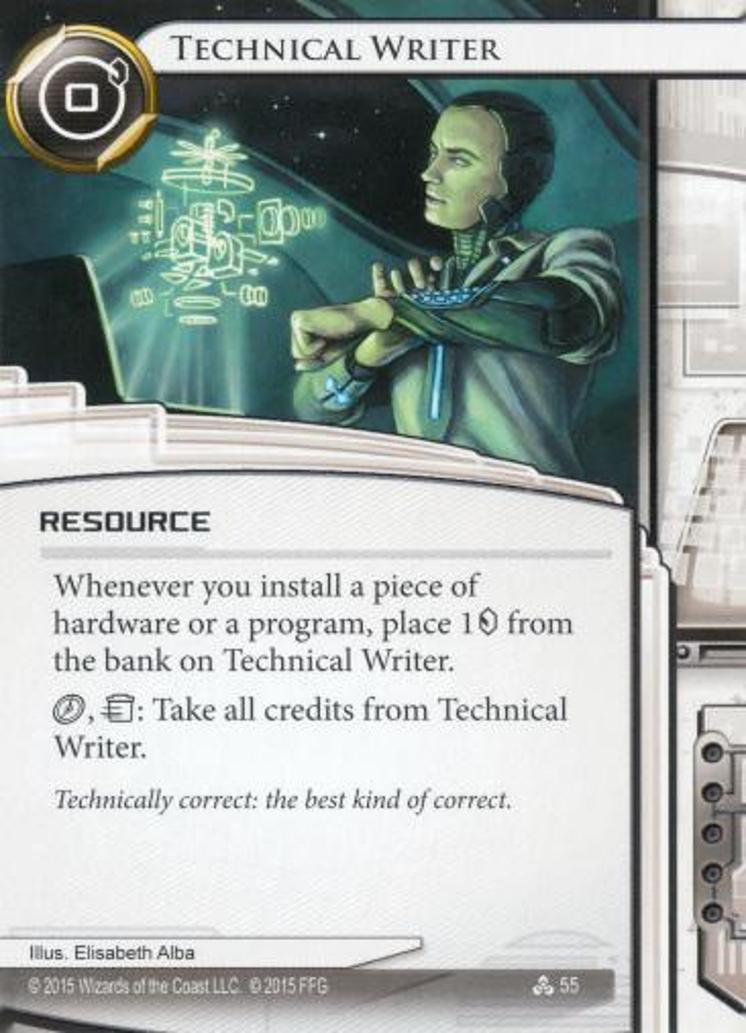 TECHNICAL WRITER
RESOURCE
Whenever you install a piece of
hardware or a program, place 1 from
the bank on Technical Writer.
, : Take all credits from Technical
Writer.
Technically correct: the best kind of correct.
Illus. Elisabeth Alba
© 2015 Wizards of the Coast LLC. © 2015 FFG 55